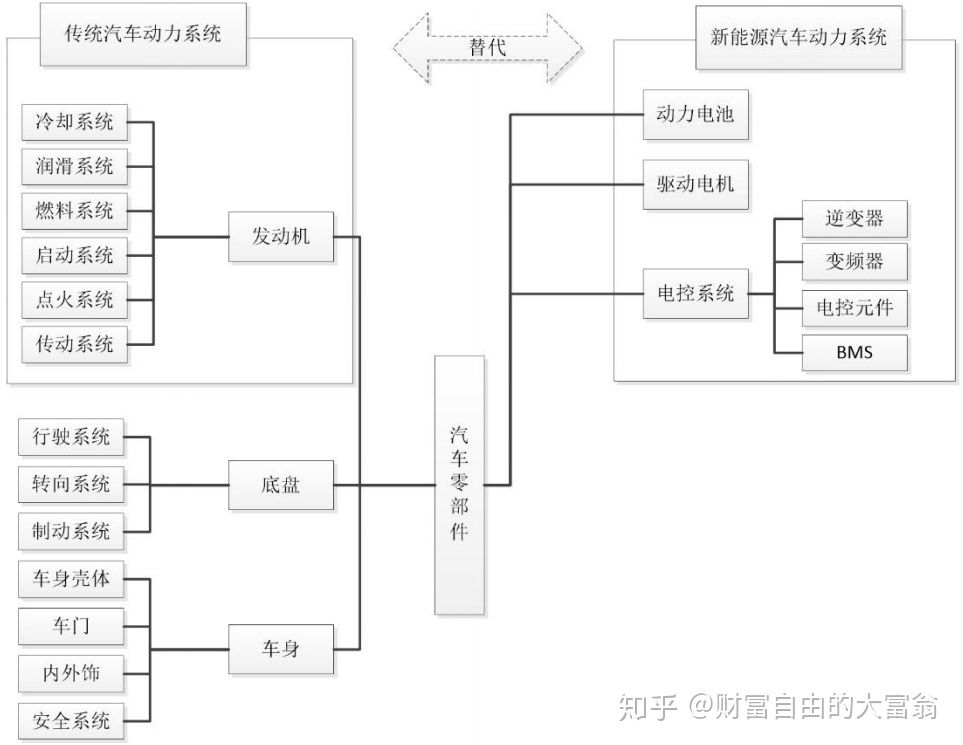 传统汽车动力系统
替代
新能源汽车动力系统
冷却系统
润滑系统
燃料系统
启动系统
点火系统
传动系统
发动机
行驶系统
转向系统
制动系统
底盘
车身壳体
车门
内外饰
安全系统
车身
汽车零部件
动力电池
驱动电机
电控系统
逆变器
变频器
电控元件
BMS
知乎 @财富自由的大富翁